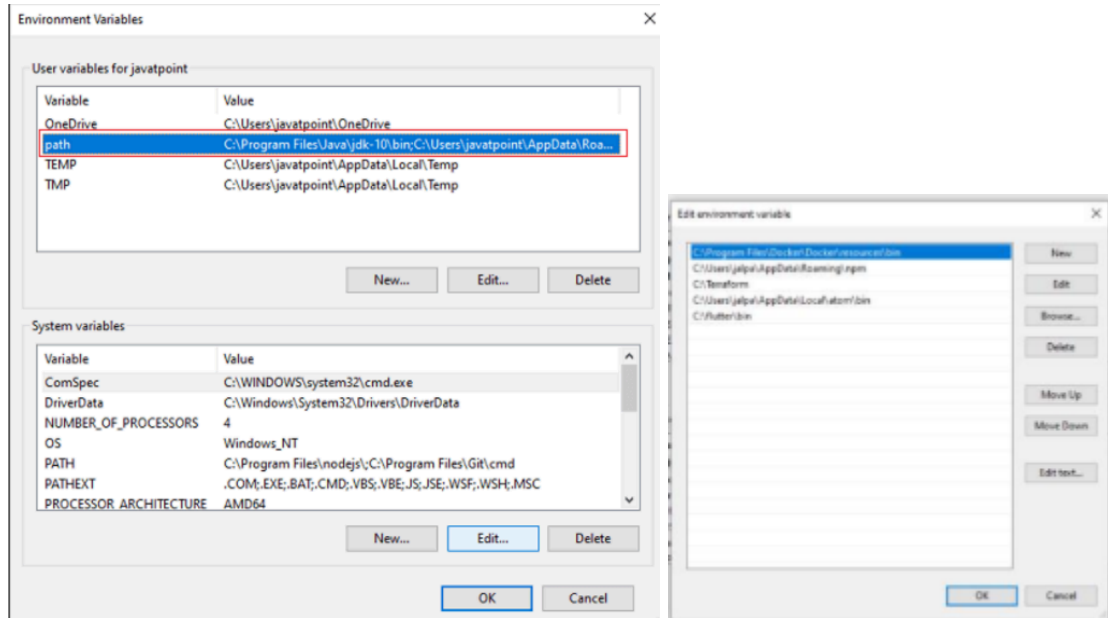 Environment Variables
User variables for javatpoint
Variable Value
OneDrive C:\Users\javatpoint\OneDrive
path C:\Program Files\Java\jdk-10\bin;C:\Users\javatpoint\AppData\Roa...
TEMP C:\Users\javatpoint\AppData\Local\Temp
TMP C:\Users\javatpoint\AppData\Local\Temp
New... Edit... Delete
System variables
Variable Value
ComSpec C:\WINDOWS\system32\cmd.exe
DriverData C:\Windows\System32\Drivers\DriverData
NUMBER_OF_PROCESSORS 4
OS Windows_NT
PATH C:\Program Files\nodejs\;C:\Program Files\Git\cmd
PATHEXT .COM;.EXE;.BAT;.CMD;.VBS;.VBE;.JS;.JSE;.WSF;.WSH;.MSC
PROCESSOR_ARCHITECTURE AMD64
New... Edit... Delete
OK Cancel
Edit environment variable
C:\Program Files\Docker\Docker\resources\bin
C:\Users\jalpa\AppData\Roaming\npm
C:\Terraform
C:\Users\jalpa\AppData\Local\atom\bin
C:\flutter\bin
New
Edit
Browse...
Delete
Move Up
Move Down
Edit text...
OK Cancel